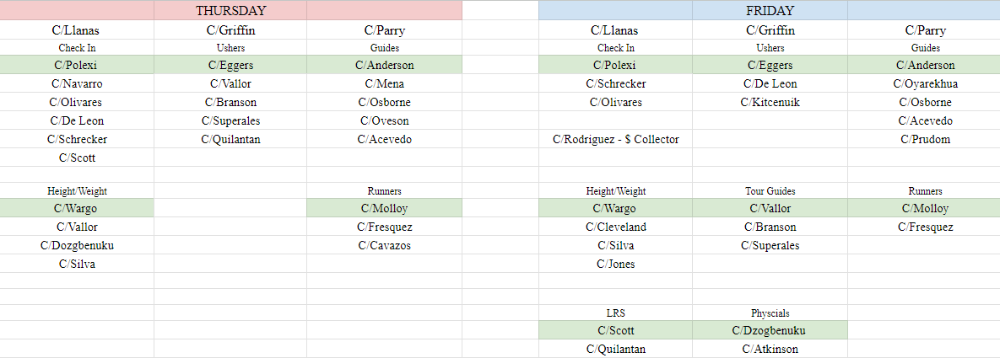 THURSDAY FRIDAY
C/Llanas C/Griffin C/Parry C/Llanas C/Griffin C/Parry
Check In Ushers Guides Check In Ushers Guides
C/Polexi C/Eggers C/Anderson C/Polexi C/Eggers C/Anderson
C/Navarro C/Vallor C/Mena C/Schrecker C/De Leon C/Oyarekhua
C/Olivares C/Branson C/Osborne C/Olivares C/Kitcenuik C/Osborne
C/De Leon C/Superales C/Oveson C/Acevedo
C/Schrecker C/Quilantan C/Acevedo C/Rodriguez - $ Collector C/Prudom
C/Scott
Height/Weight Runners Height/Weight Tour Guides Runners
C/Wargo C/Molloy C/Wargo C/Vallor C/Molloy
C/Vallor C/Fresquez C/Cleveland C/Branson C/Fresquez
C/Dozgbenuku C/Cavazos C/Silva C/Superales
C/Silva C/Jones
LRS Physcials
C/Scott C/Dzogbenuku
C/Quilantan C/Atkinson